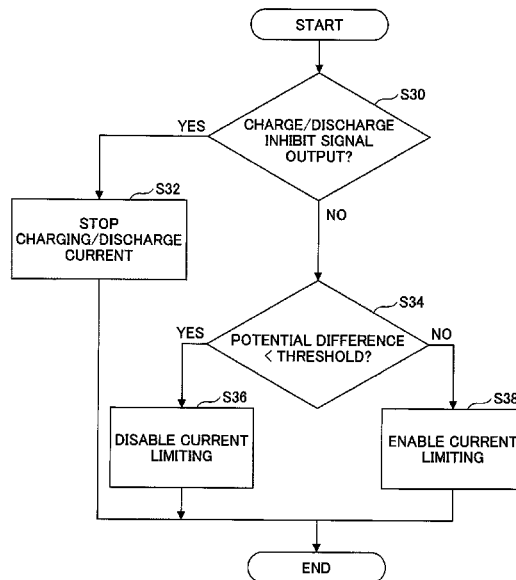 START
S30
YES
CHARGE/DISCHARGE
INHIBIT SIGNAL
OUTPUT?
S32
STOP
CHARGING/DISCHARGE
CURRENT
NO
S34
YES
POTENTIAL DIFFERENCE
< THRESHOLD?
NO
S36
DISABLE CURRENT
LIMITING
S38
ENABLE CURRENT
LIMITING
END